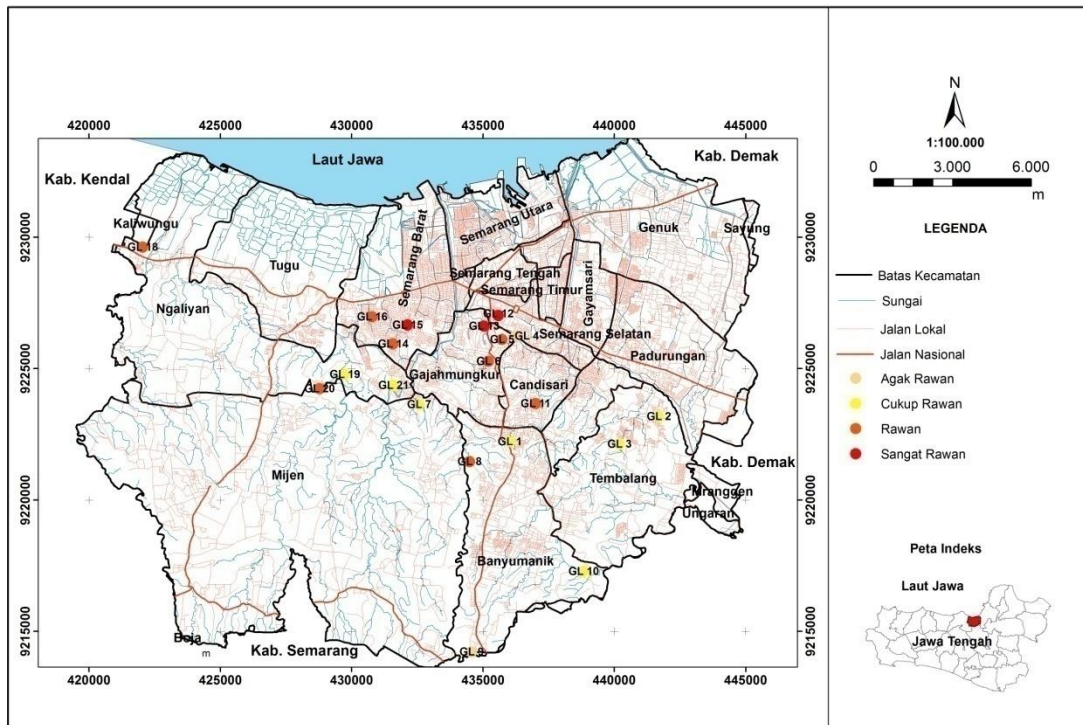 420000 425000 430000 435000 440000 445000
Laut Jawa
Kab. Demak
Kab. Kendal
Kaliwungu
Semarang Utara
Genuk
Sayung
9230000
9230000
GL 18
Tugu
Semarang Barat
Semarang Tengah
Semarang Timur
Gayamsari
Ngaliyan
GL 16
GL 15
GL 12
GL 13
GL 4
GL 5
Semarang Selatan
GL 14
Padurungan
9225000
9225000
GL 19
GL 6
Gajahmungkur
Candisari
GL 20
GL 21
GL 7
GL 11
GL 2
GL 1
GL 3
GL 8
Kab. Demak
Mijen
Tembalang
Mranggen
Ungaran
9220000
9220000
Banyumanik
GL 10
9215000
9215000
Boja
m
Kab. Semarang
GL 9
420000 425000 430000 435000 440000 445000
N
1:100.000
0 3.000 6.000
m
LEGENDA
Batas Kecamatan
Sungai
Jalan Lokal
Jalan Nasional
Agak Rawan
Cukup Rawan
Rawan
Sangat Rawan
Peta Indeks
Laut Jawa
Jawa Tengah